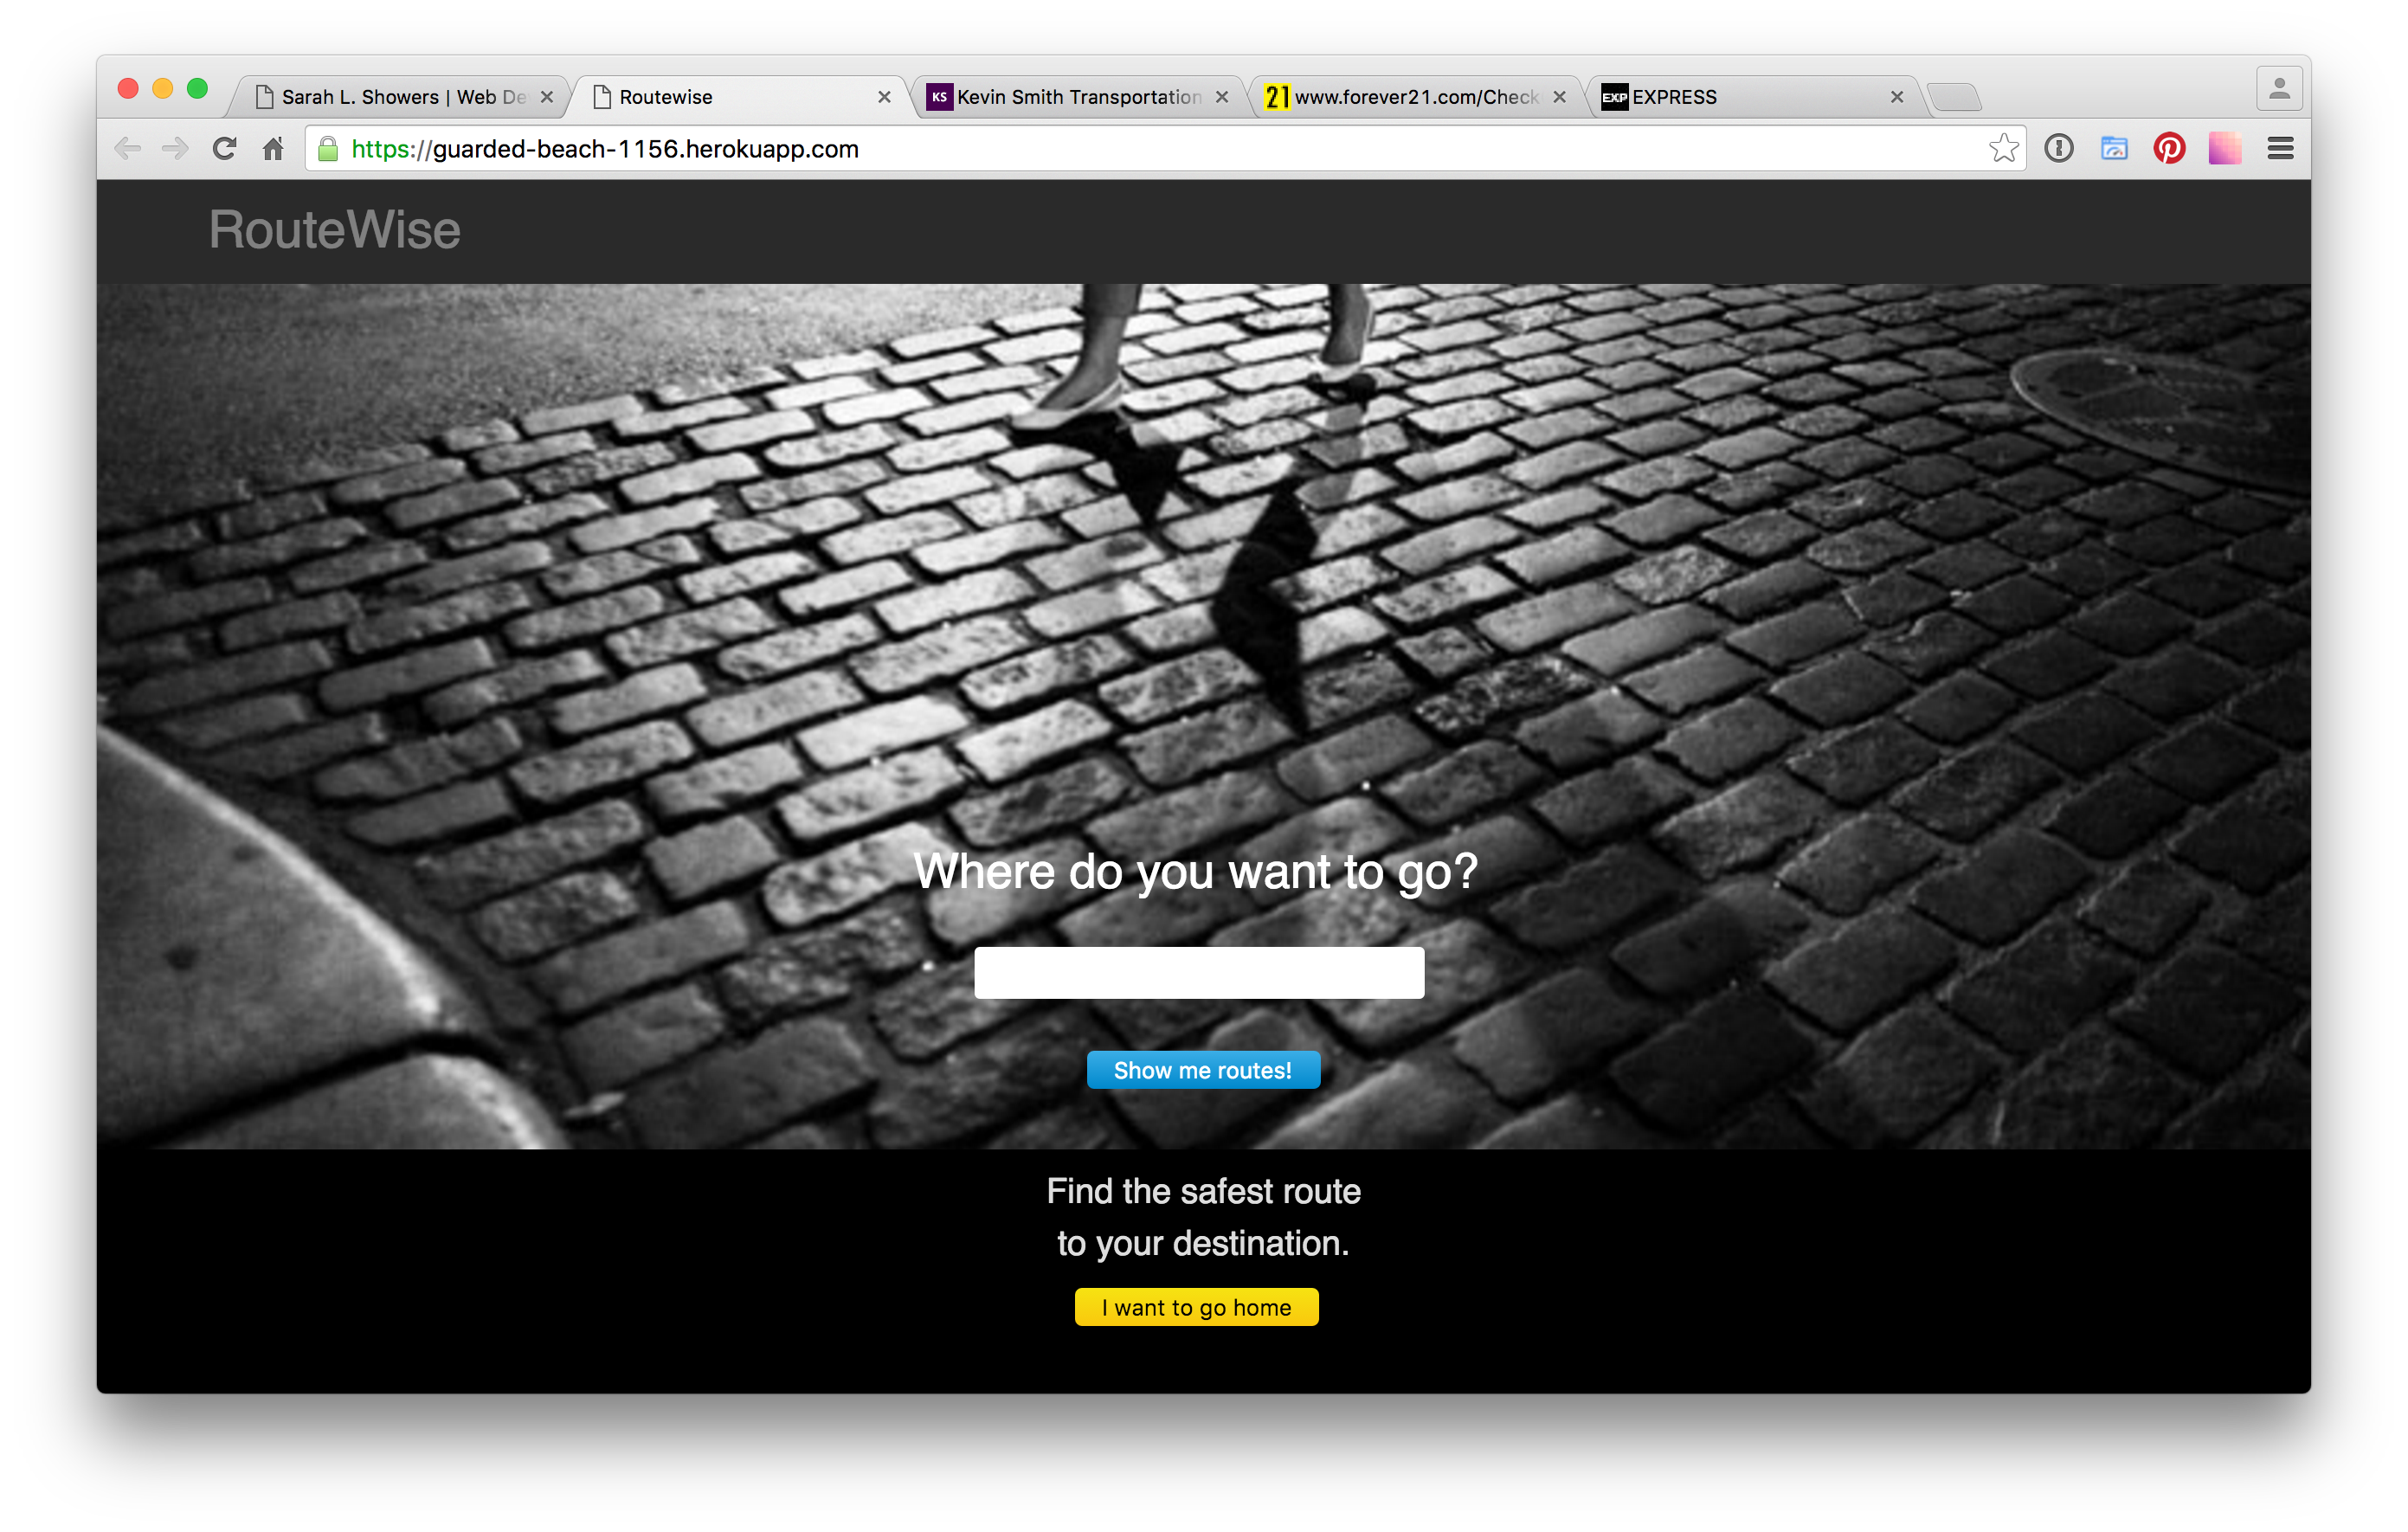 Sarah L. Showers | Web De
Routewise
KS Kevin Smith Transportation
21 www.forever21.com/Check
EXP EXPRESS
https://guarded-beach-1156.herokuapp.com
RouteWise
Where do you want to go?
Show me routes!
Find the safest route
to your destination.
I want to go home